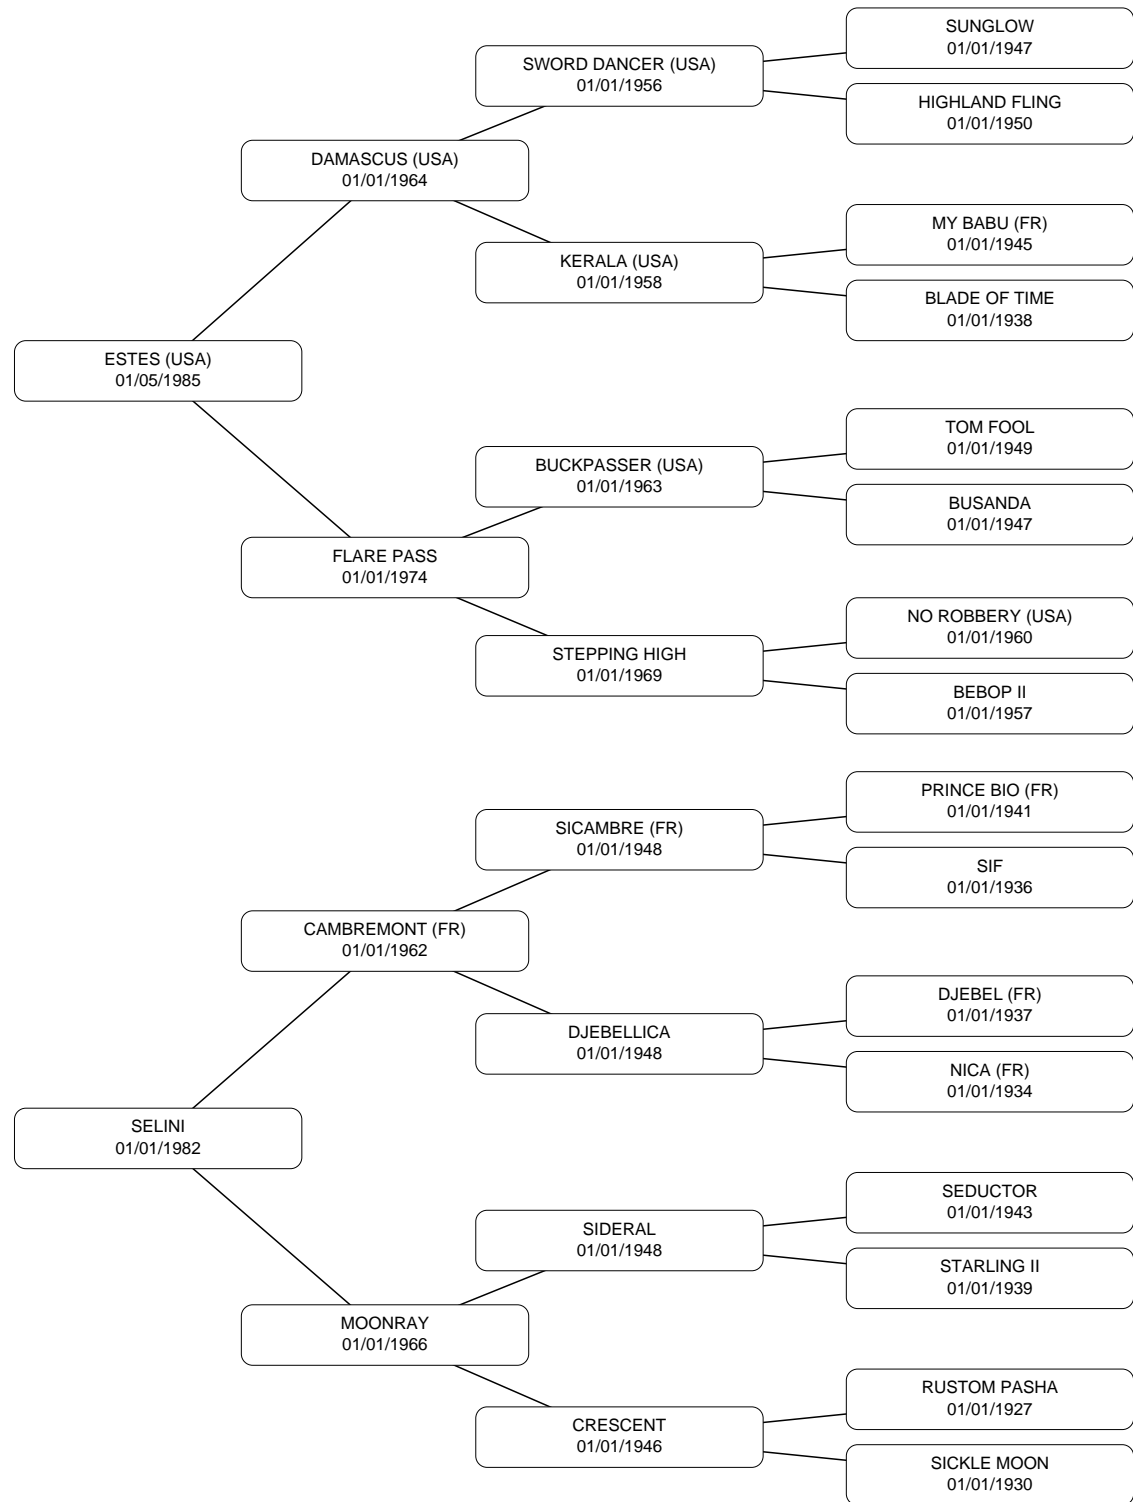 SUNGLOW
01/01/1947
SWORD DANCER (USA)
01/01/1956
HIGHLAND FLING
01/01/1950
DAMASCUS (USA)
01/01/1964
MY BABU (FR)
01/01/1945
KERALA (USA)
01/01/1958
BLADE OF TIME
01/01/1938
ESTES (USA)
01/05/1985
TOM FOOL
01/01/1949
BUCKPASSER (USA)
01/01/1963
BUSANDA
01/01/1947
FLARE PASS
01/01/1974
NO ROBBERY (USA)
01/01/1960
STEPPING HIGH
01/01/1969
BEBOP II
01/01/1957
PRINCE BIO (FR)
01/01/1941
SICAMBRE (FR)
01/01/1948
SIF
01/01/1936
CAMBREMONT (FR)
01/01/1962
DJEBEL (FR)
01/01/1937
DJEBELLICA
01/01/1948
NICA (FR)
01/01/1934
SELINI
01/01/1982
SEDUCTOR
01/01/1943
SIDERAL
01/01/1948
STARLING II
01/01/1939
MOONRAY
01/01/1966
RUSTOM PASHA
01/01/1927
CRESCENT
01/01/1946
SICKLE MOON
01/01/1930